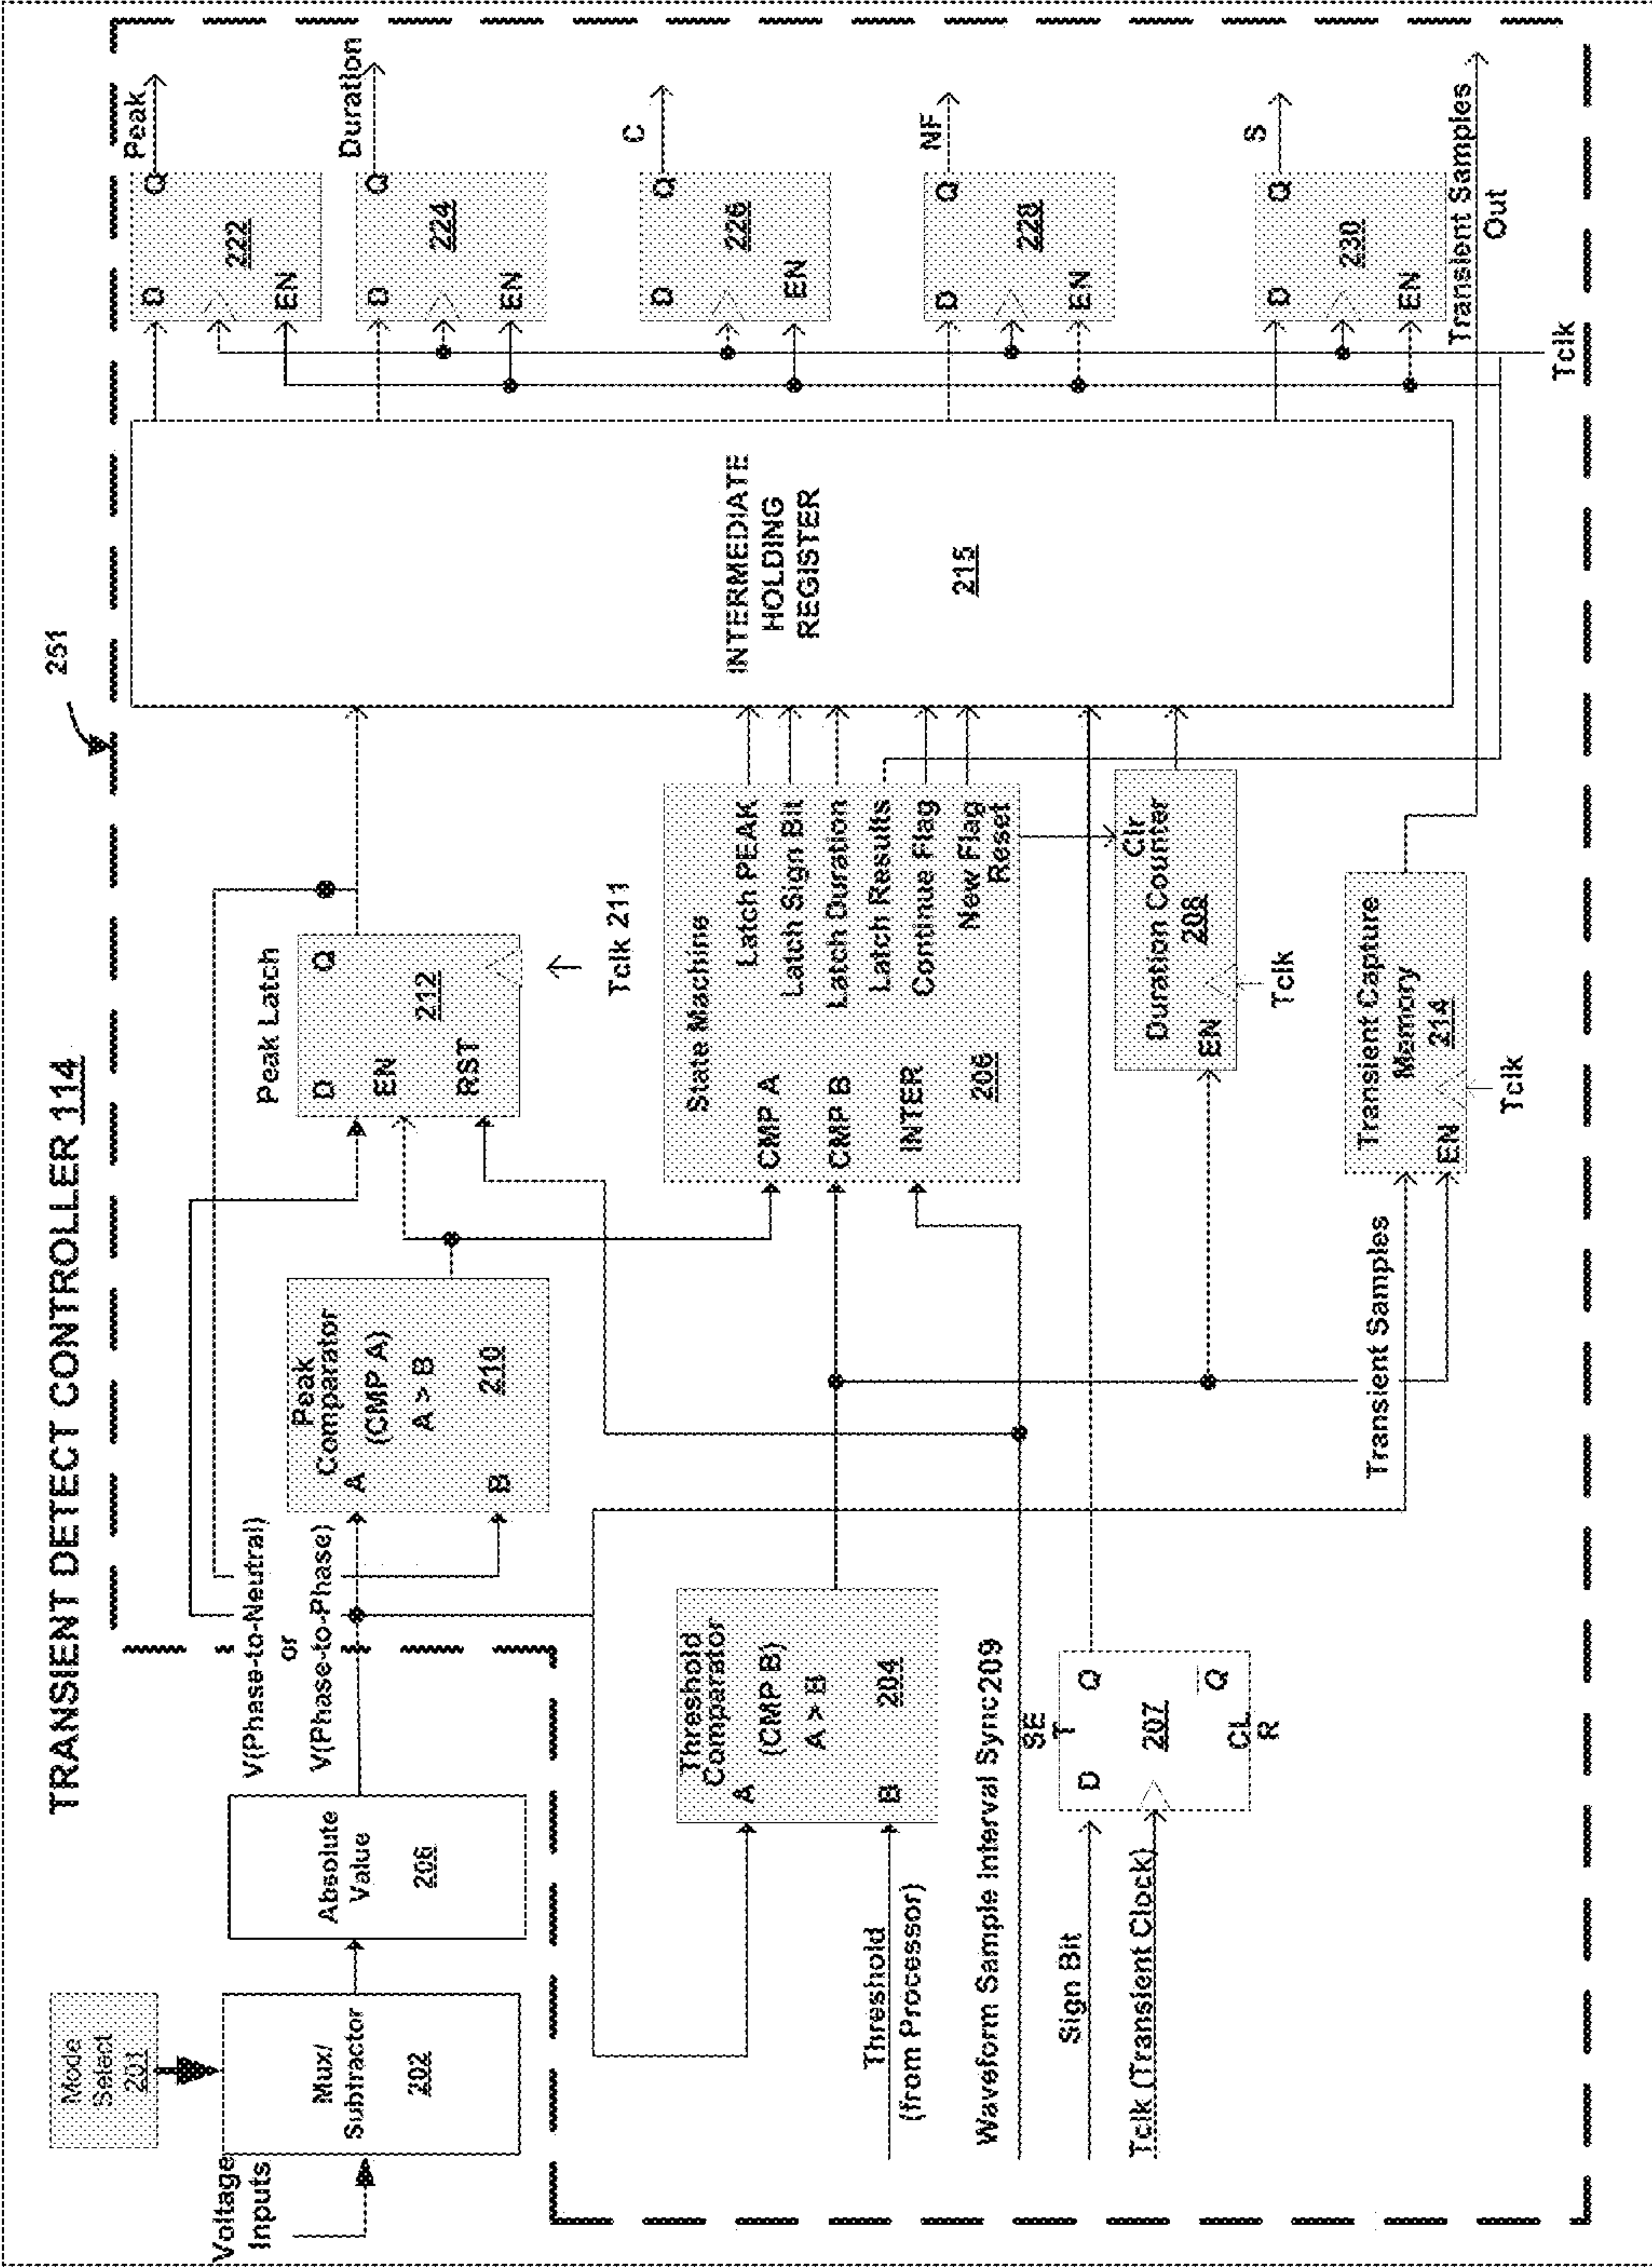 TRANSIENT DETECT CONTROLLER 114
251
Mode
Select
201
Voltage
Inputs
Mux/
Subtractor
202
Absolute
Value
206
V(Phase-to-Neutral)
or
V(Phase-to-Phase)
Peak
Comparator
(CMP A)
A > B
210
A
B
Peak Latch
D
Q
EN
212
RST
Tclk 211
Threshold
Comparator
(CMP B)
A > B
204
A
B
Threshold
(from Processor)
State Machine
CMP A
CMP B
INTER
206
Latch PEAK
Latch Sign Bit
Latch Duration
Latch Results
Continue Flag
New Flag
Reset
Waveform Sample Interval Sync209
Sign Bit
Tclk (Transient Clock)
SE
T
D
Q
207
CL
R
Q
Clr
Duration Counter
208
EN
Tclk
Transient Samples
Transient Capture
Memory
214
EN
Tclk
INTERMEDIATE
HOLDING
REGISTER
215
D
Q
222
EN
Peak
D
Q
224
EN
Duration
D
Q
226
EN
C
D
Q
228
EN
NF
D
Q
230
EN
S
Transient Samples
Out
Tclk